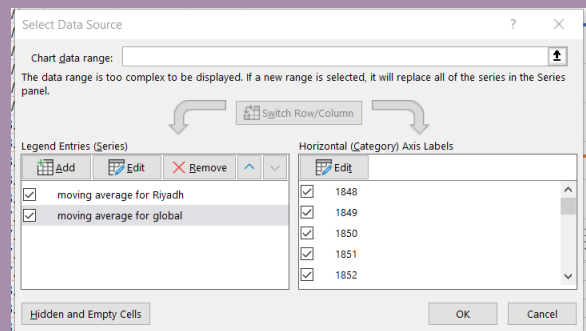 Select Data Source ? ×
Chart data range:
The data range is too complex to be displayed. If a new range is selected, it will replace all of the series in the Series
panel.
Switch Row/Column
Legend Entries (Series)
Add Edit Remove
moving average for Riyadh
moving average for global
Horizontal (Category) Axis Labels
Edit
1848
1849
1850
1851
1852
Hidden and Empty Cells
OK Cancel